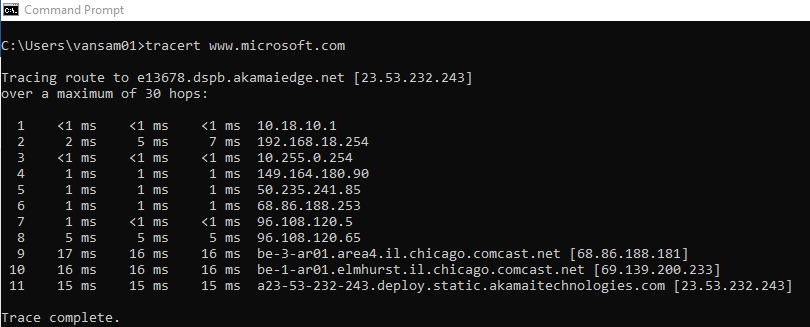 Command Prompt
C:\Users\vansam01>tracert www.microsoft.com
Tracing route to e13678.dspb.akamaiedge.net [23.53.232.243]
over a maximum of 30 hops:
1 <1 ms <1 ms <1 ms 10.18.10.1
2 2 ms 5 ms 7 ms 192.168.18.254
3 <1 ms <1 ms <1 ms 10.255.0.254
4 1 ms 1 ms 1 ms 149.164.180.90
5 1 ms 1 ms 1 ms 50.235.241.85
6 1 ms 1 ms 1 ms 68.86.188.253
7 1 ms <1 ms <1 ms 96.108.120.5
8 5 ms 5 ms 5 ms 96.108.120.65
9 17 ms 16 ms 16 ms be-3-ar01.area4.il.chicago.comcast.net [68.86.188.181]
10 16 ms 16 ms 16 ms be-1-ar01.elmhurst.il.chicago.comcast.net [69.139.200.233]
11 15 ms 15 ms 15 ms a23-53-232-243.deploy.static.akamaitechnologies.com [23.53.232.243]
Trace complete.